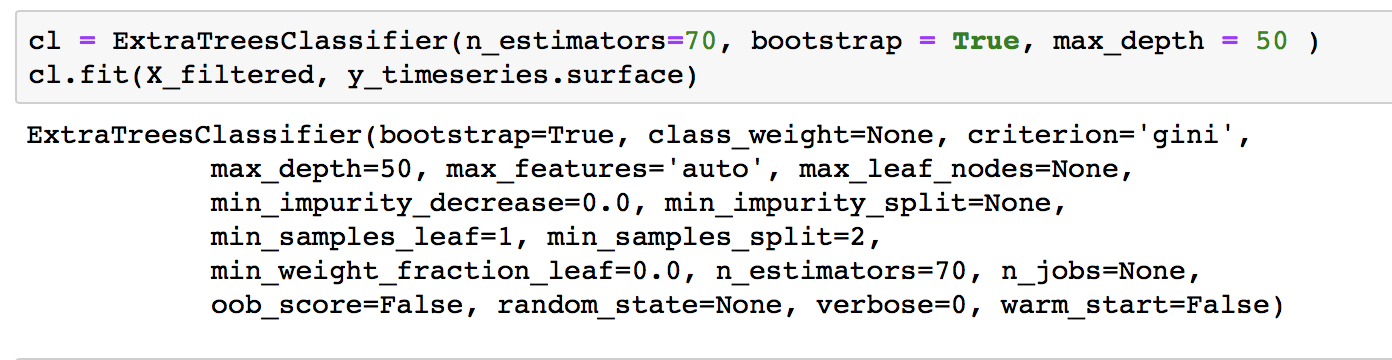 cl = ExtraTreesClassifier(n_estimators=70, bootstrap = True, max_depth = 50 )
cl.fit(X_filtered, y_timeseries.surface)
ExtraTreesClassifier(bootstrap=True, class_weight=None, criterion='gini',
max_depth=50, max_features='auto', max_leaf_nodes=None,
min_impurity_decrease=0.0, min_impurity_split=None,
min_samples_leaf=1, min_samples_split=2,
min_weight_fraction_leaf=0.0, n_estimators=70, n_jobs=None,
oob_score=False, random_state=None, verbose=0, warm_start=False)